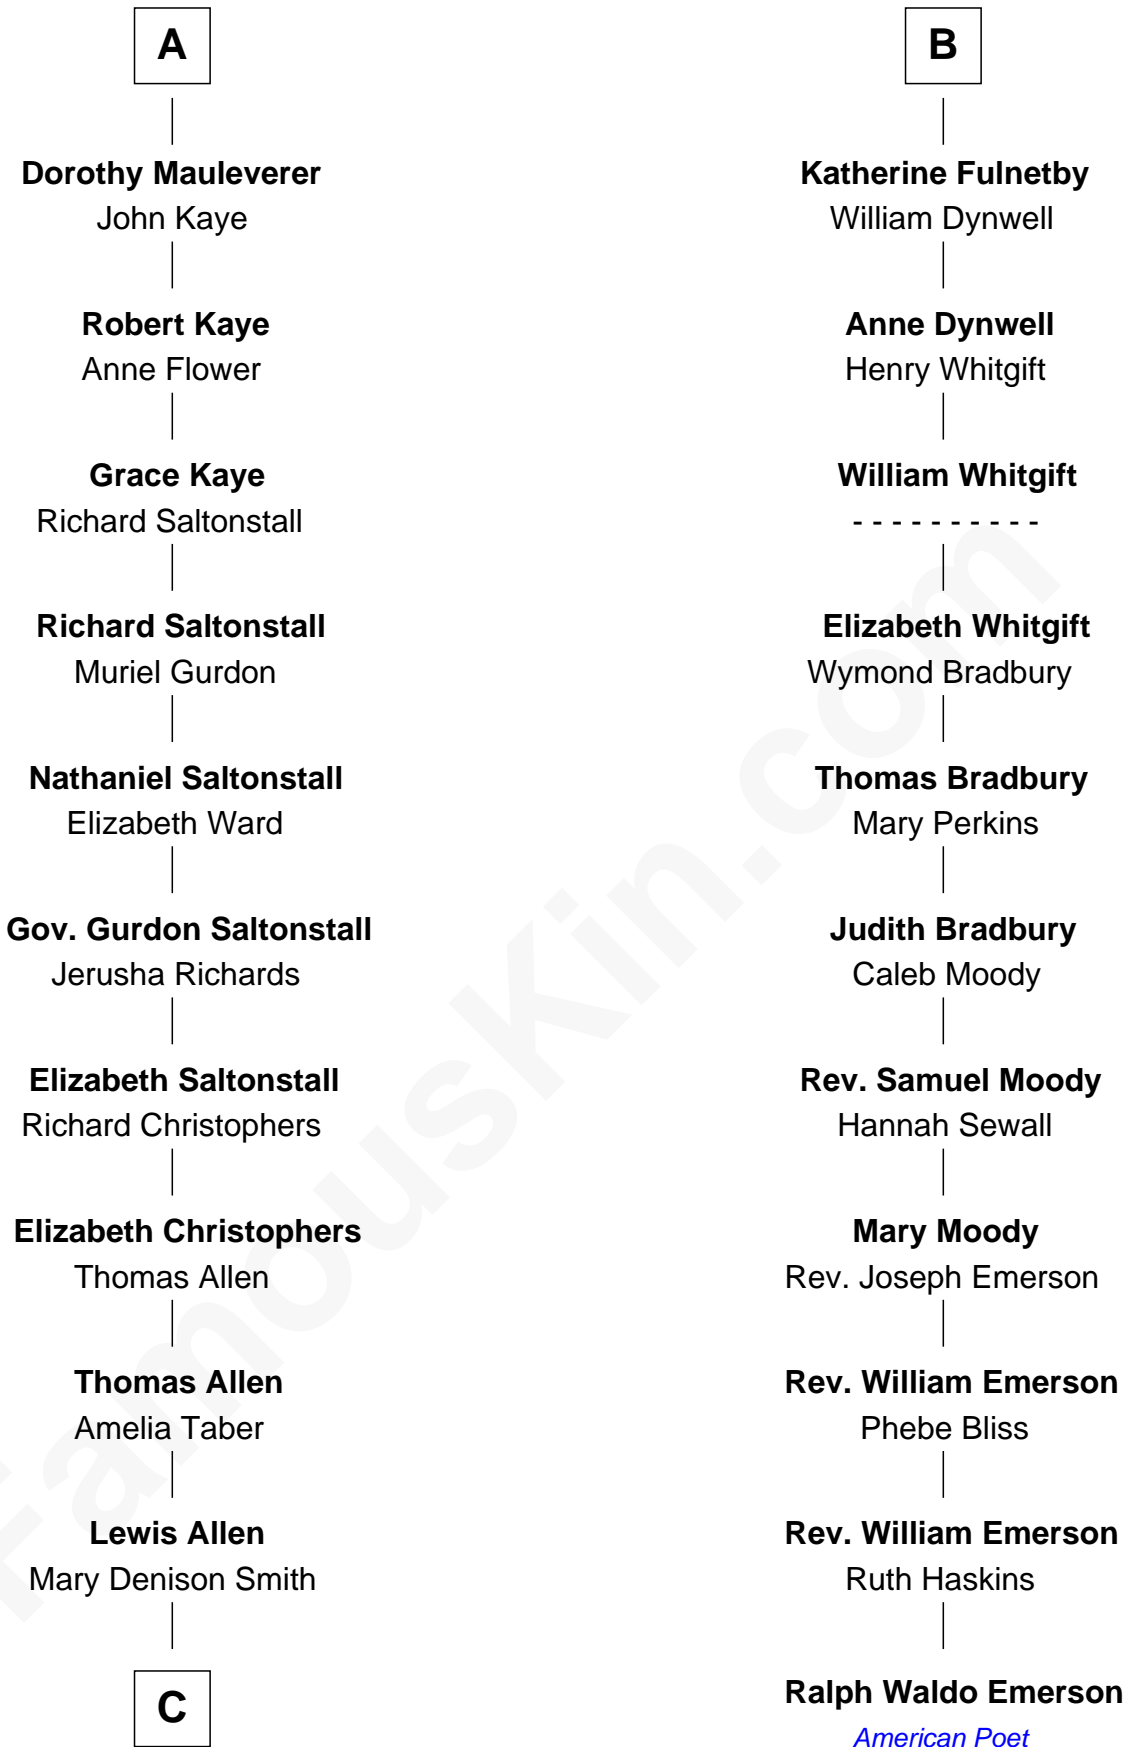 A
Dorothy Mauleverer
John Kaye
Robert Kaye
Anne Flower
Grace Kaye
Richard Saltonstall
Richard Saltonstall
Muriel Gurdon
Nathaniel Saltonstall
Elizabeth Ward
Gov. Gurdon Saltonstall
Jerusha Richards
Elizabeth Saltonstall
Richard Christophers
Elizabeth Christophers
Thomas Allen
Thomas Allen
Amelia Taber
Lewis Allen
Mary Denison Smith
C
B
Katherine Fulnetby
William Dynwell
Anne Dynwell
Henry Whitgift
William Whitgift
- - - - - - - - - -
Elizabeth Whitgift
Wymond Bradbury
Thomas Bradbury
Mary Perkins
Judith Bradbury
Caleb Moody
Rev. Samuel Moody
Hannah Sewall
Mary Moody
Rev. Joseph Emerson
Rev. William Emerson
Phebe Bliss
Rev. William Emerson
Ruth Haskins
Ralph Waldo Emerson
American Poet
FamousKin.com